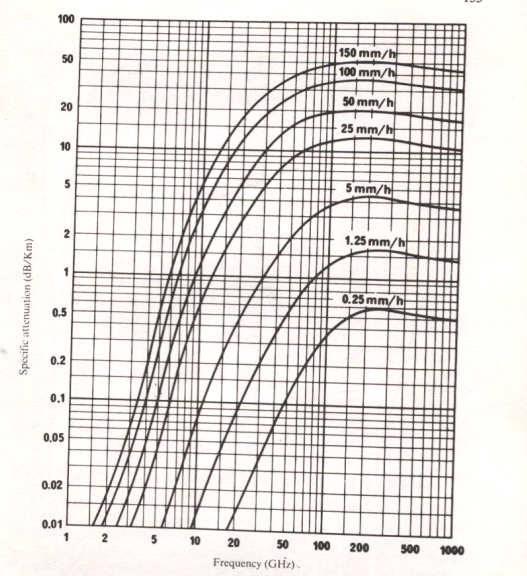 100
50
20
10
5
2
1
0.5
0.2
0.1
0.05
0.02
0.01
Specific attenuation (dB/Km)
150 mm/h
100 mm/h
50 mm/h
25 mm/h
5 mm/h
1.25 mm/h
0.25 mm/h
1 2 5 10 20 50 100 200 500 1000
Frequency (GHz)